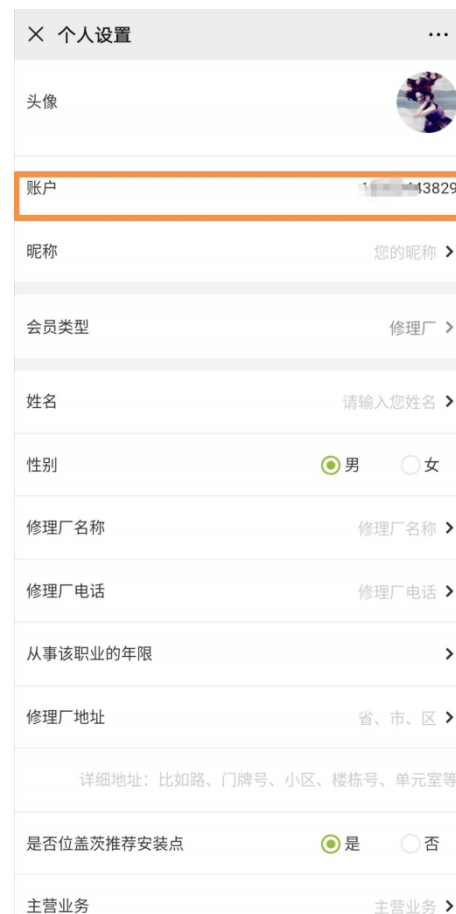 个人设置
头像
账户 43829
昵称 您的昵称
会员类型 修理厂
姓名 请输入您姓名
性别 男 女
修理厂名称 修理厂名称
修理厂电话 修理厂电话
从事该职业的年限
修理厂地址 省、市、区
详细地址：比如路、门牌号、小区、楼栋号、单元室等
是否位盖茨推荐安装点 是 否
主营业务 主营业务